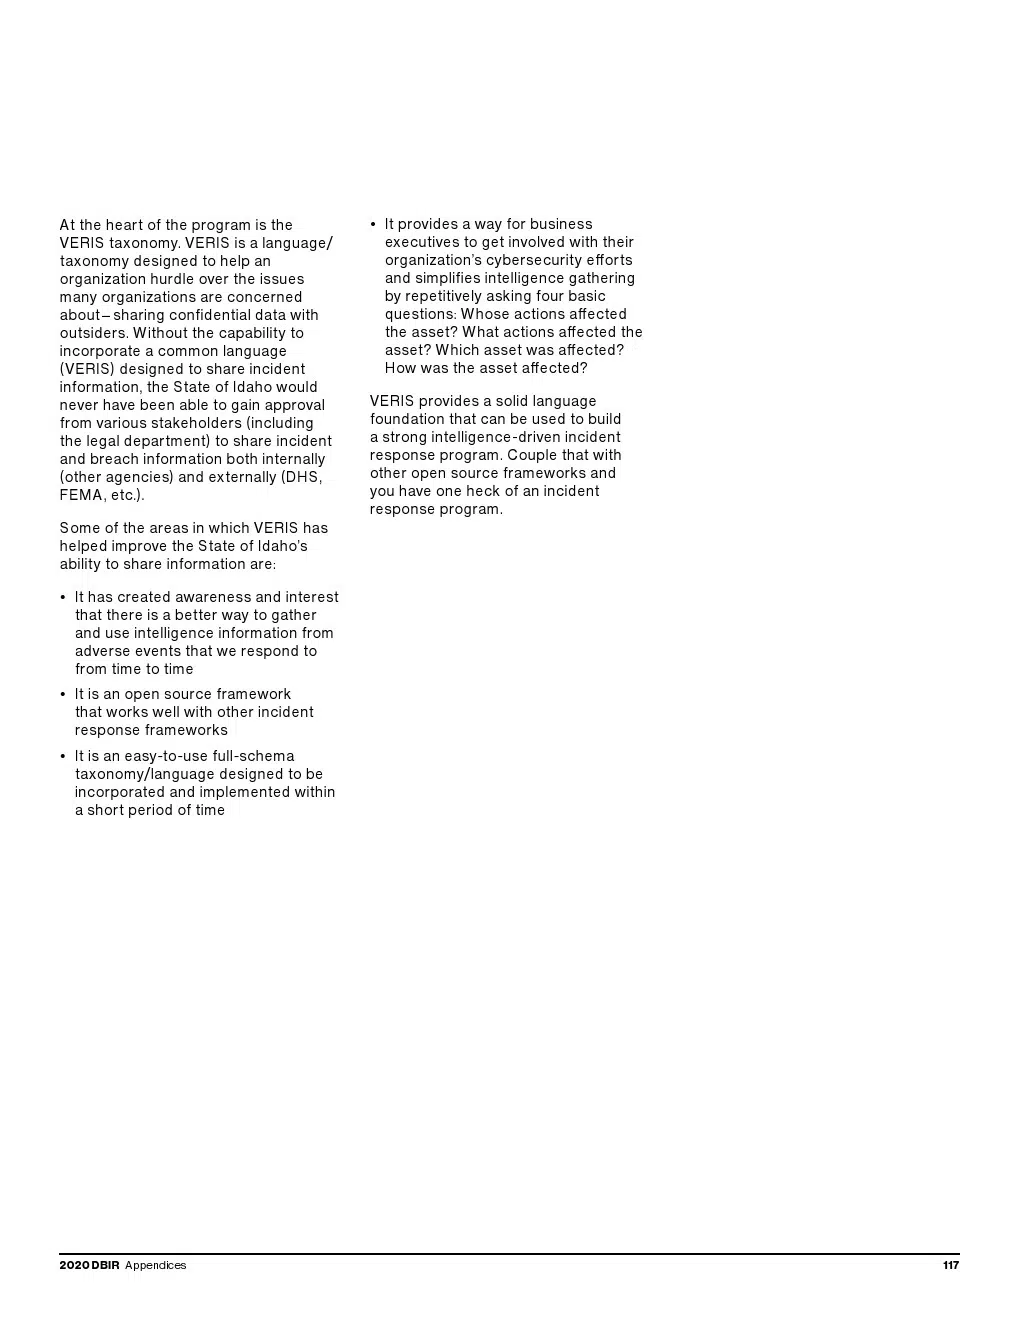 At the heart of the program is the
VERIS taxonomy. VERIS is a language/
taxonomy designed to help an
organization hurdle over the issues
many organizations are concerned
about—sharing confidential data with
outsiders. Without the capability to
incorporate a common language
(VERIS) designed to share incident
information, the State of Idaho would
never have been able to gain approval
from various stakeholders (including
the legal department) to share incident
and breach information both internally
(other agencies) and externally (DHS,
FEMA, etc.).
Some of the areas in which VERIS has
helped improve the State of Idaho’s
ability to share information are:
• It has created awareness and interest
that there is a better way to gather
and use intelligence information from
adverse events that we respond to
from time to time
• It is an open source framework
that works well with other incident
response frameworks
• It is an easy-to-use full-schema
taxonomy/language designed to be
incorporated and implemented within
a short period of time
• It provides a way for business
executives to get involved with their
organization’s cybersecurity efforts
and simplifies intelligence gathering
by repetitively asking four basic
questions: Whose actions affected
the asset? What actions affected the
asset? Which asset was affected?
How was the asset affected?
VERIS provides a solid language
foundation that can be used to build
a strong intelligence-driven incident
response program. Couple that with
other open source frameworks and
you have one heck of an incident
response program.
2020 DBIR Appendices
117